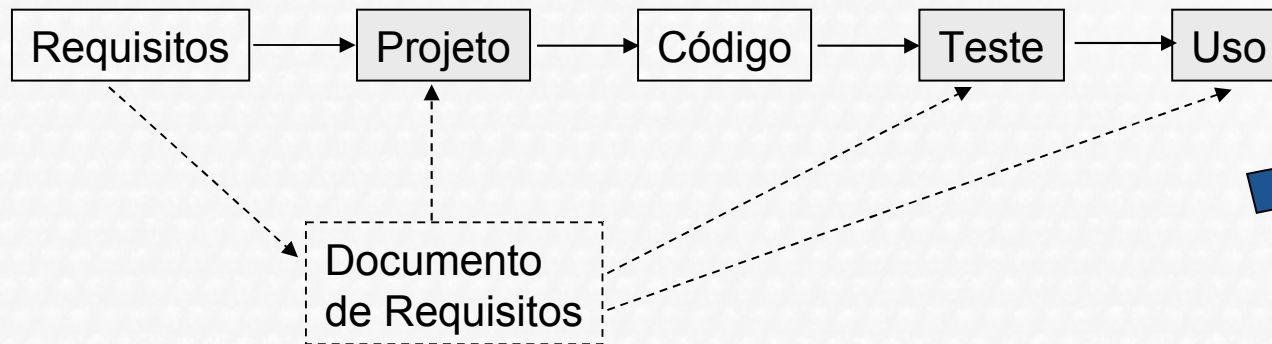 Requisitos
Projeto
Código
Teste
Uso
Documento
de Requisitos